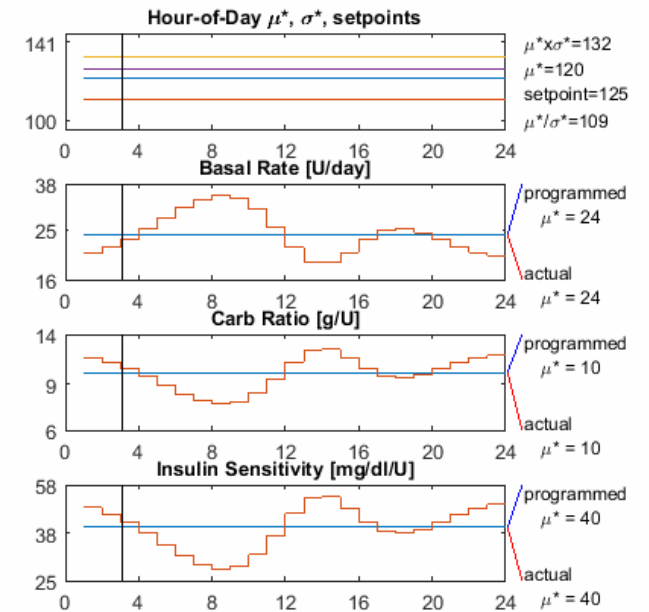 Hour-of-Day μ*, σ*, setpoints
141
100
μ*xσ*=132
μ*=120
setpoint=125
μ*/σ*=109
0 4 8 12 16 20 24
Basal Rate [U/day]
38
25
16
programmed
μ* = 24
actual
μ* = 24
0 4 8 12 16 20 24
Carb Ratio [g/U]
14
9
6
programmed
μ* = 10
actual
μ* = 10
0 4 8 12 16 20 24
Insulin Sensitivity [mg/dl/U]
58
38
25
programmed
μ* = 40
actual
μ* = 40
0 4 8 12 16 20 24